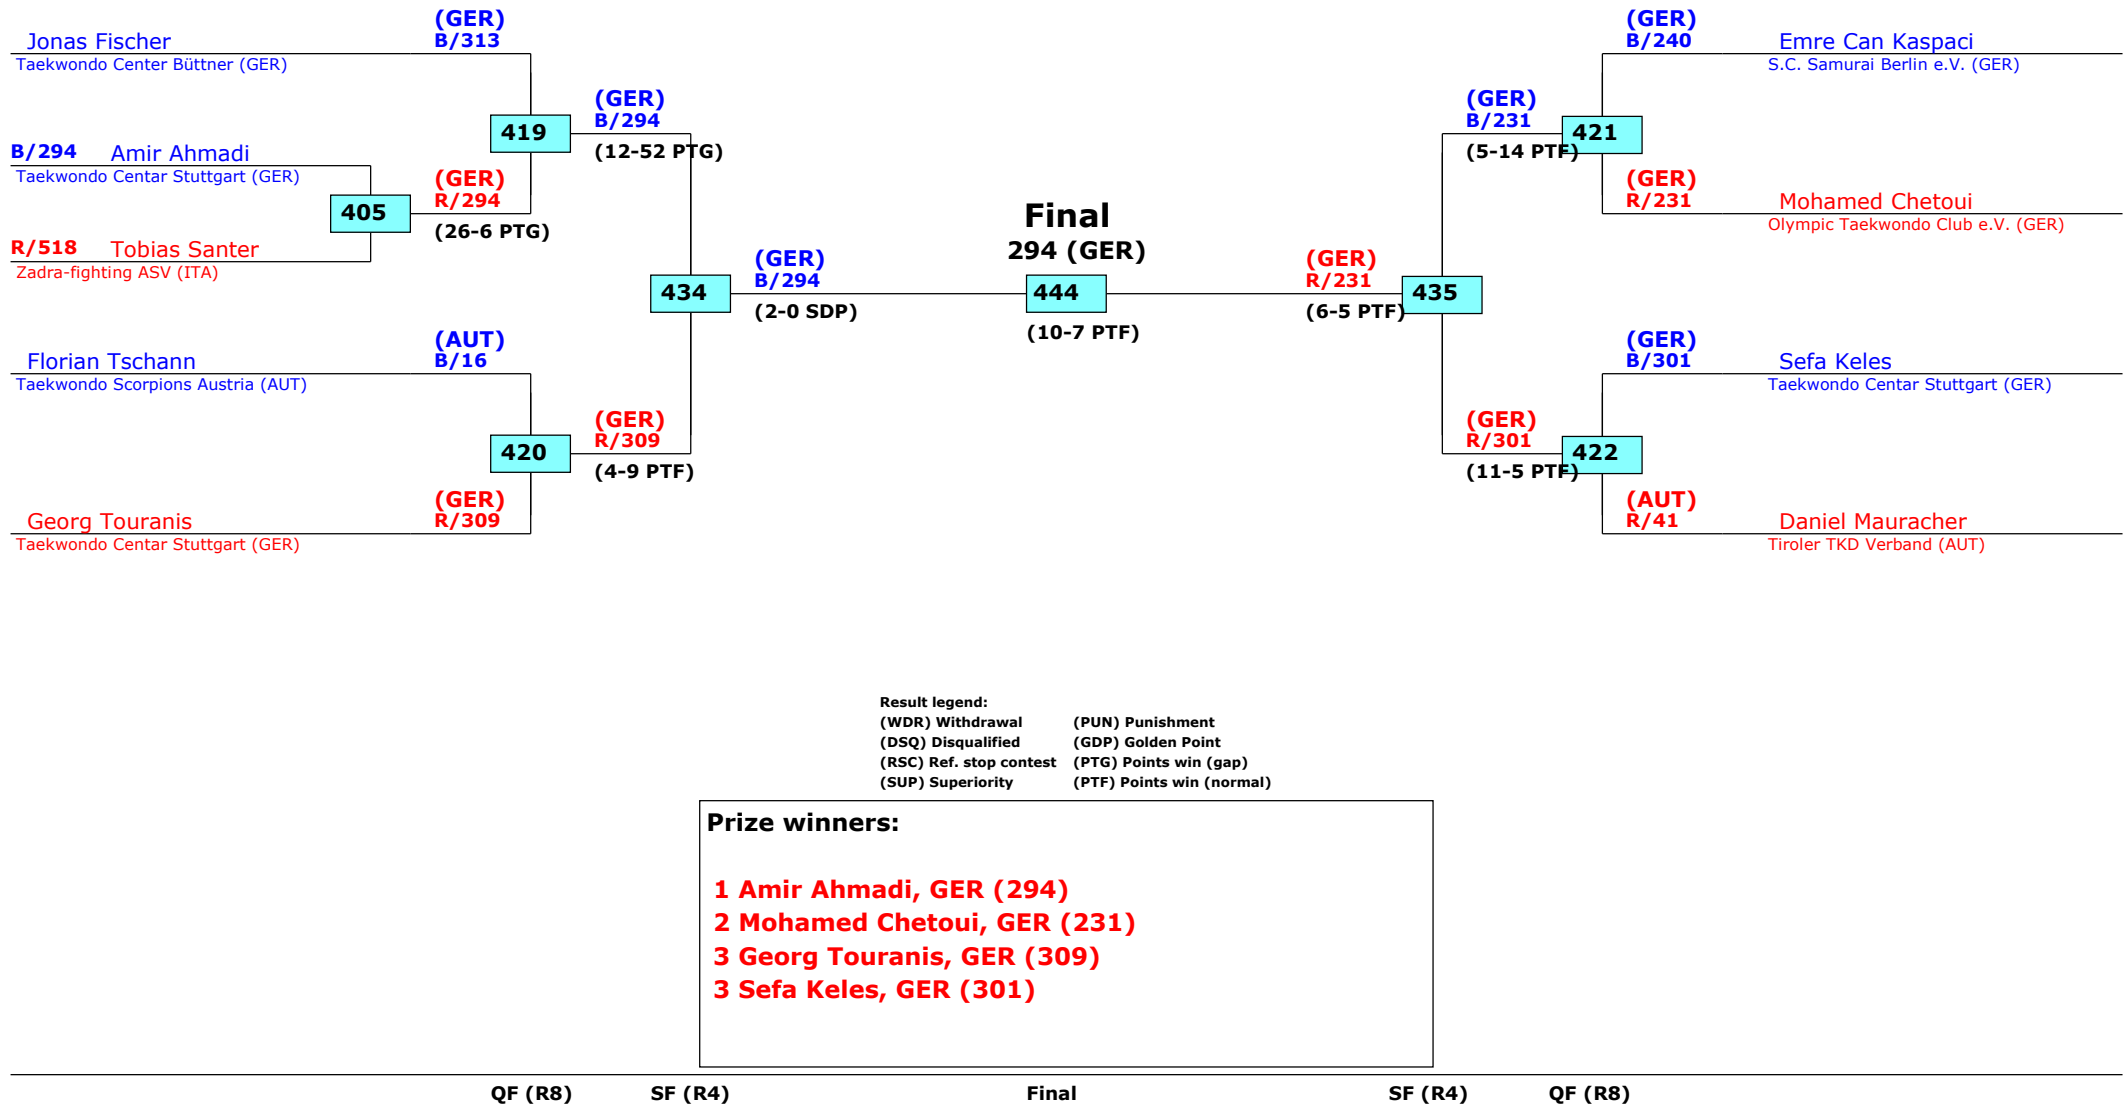 (GER)
B/313
Jonas Fischer
Taekwondo Center Büttner (GER)
419
(GER)
B/294
(12-52 PTG)
B/294 Amir Ahmadi
Taekwondo Centar Stuttgart (GER)
405
(GER)
R/294
(26-6 PTG)
R/518 Tobias Santer
Zadra-fighting ASV (ITA)
434
(GER)
B/294
(2-0 SDP)
(AUT)
B/16
Florian Tschann
Taekwondo Scorpions Austria (AUT)
420
(GER)
R/309
(4-9 PTF)
(GER)
R/309
Georg Touranis
Taekwondo Centar Stuttgart (GER)
Final
294 (GER)
444
(10-7 PTF)
(GER)
B/240
Emre Can Kaspaci
S.C. Samurai Berlin e.V. (GER)
(GER)
B/231
(5-14 PTF)
421
(GER)
R/231
Mohamed Chetoui
Olympic Taekwondo Club e.V. (GER)
(GER)
R/231
(6-5 PTF)
435
(GER)
B/301
Sefa Keles
Taekwondo Centar Stuttgart (GER)
(GER)
R/301
(11-5 PTF)
422
(AUT)
R/41
Daniel Mauracher
Tiroler TKD Verband (AUT)
Result legend:
(WDR) Withdrawal (PUN) Punishment
(DSQ) Disqualified (GDP) Golden Point
(RSC) Ref. stop contest (PTG) Points win (gap)
(SUP) Superiority (PTF) Points win (normal)
Prize winners:
1 Amir Ahmadi, GER (294)
2 Mohamed Chetoui, GER (231)
3 Georg Touranis, GER (309)
3 Sefa Keles, GER (301)
QF (R8) SF (R4) Final SF (R4) QF (R8)